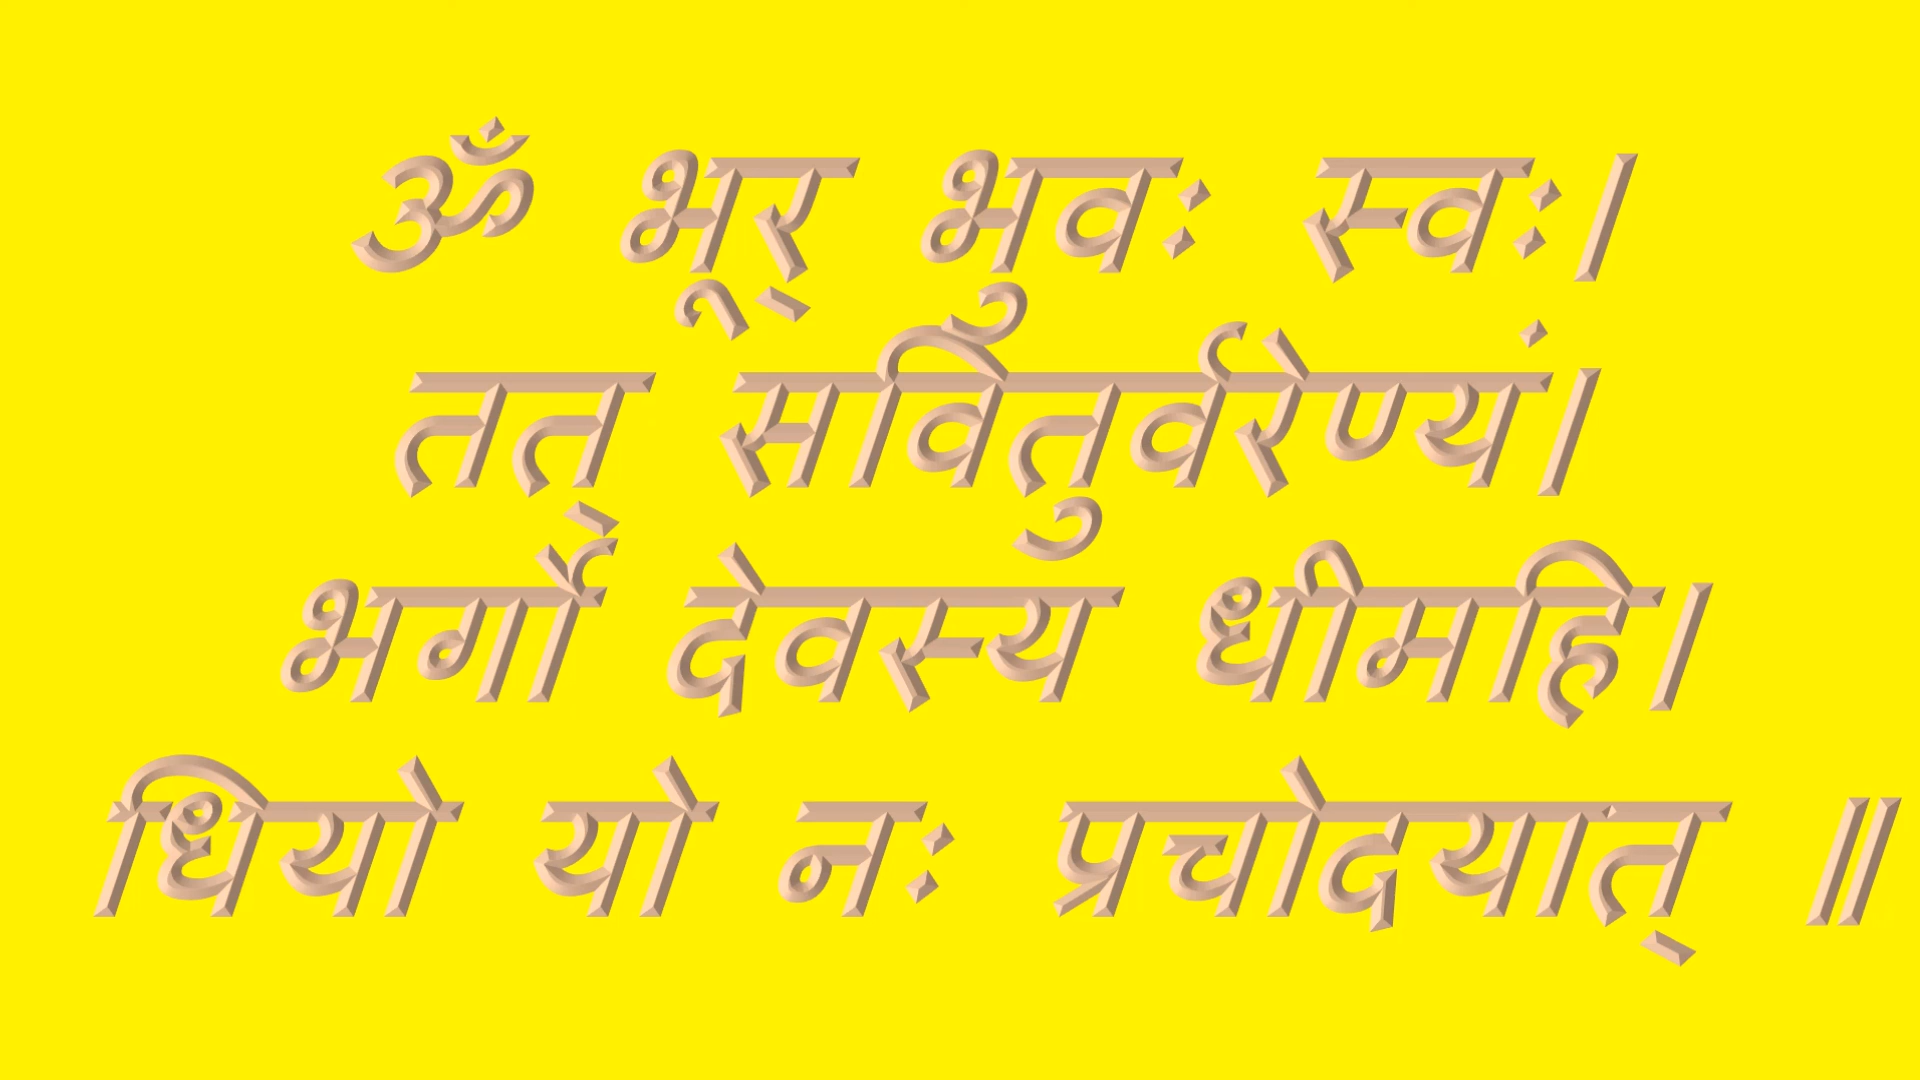 ॐ भूर् भुवः स्वः।
तत् सवितुर्वरेण्यं।
भर्गो देवस्य धीमहि।
धियो यो नः प्रचोदयात् ॥